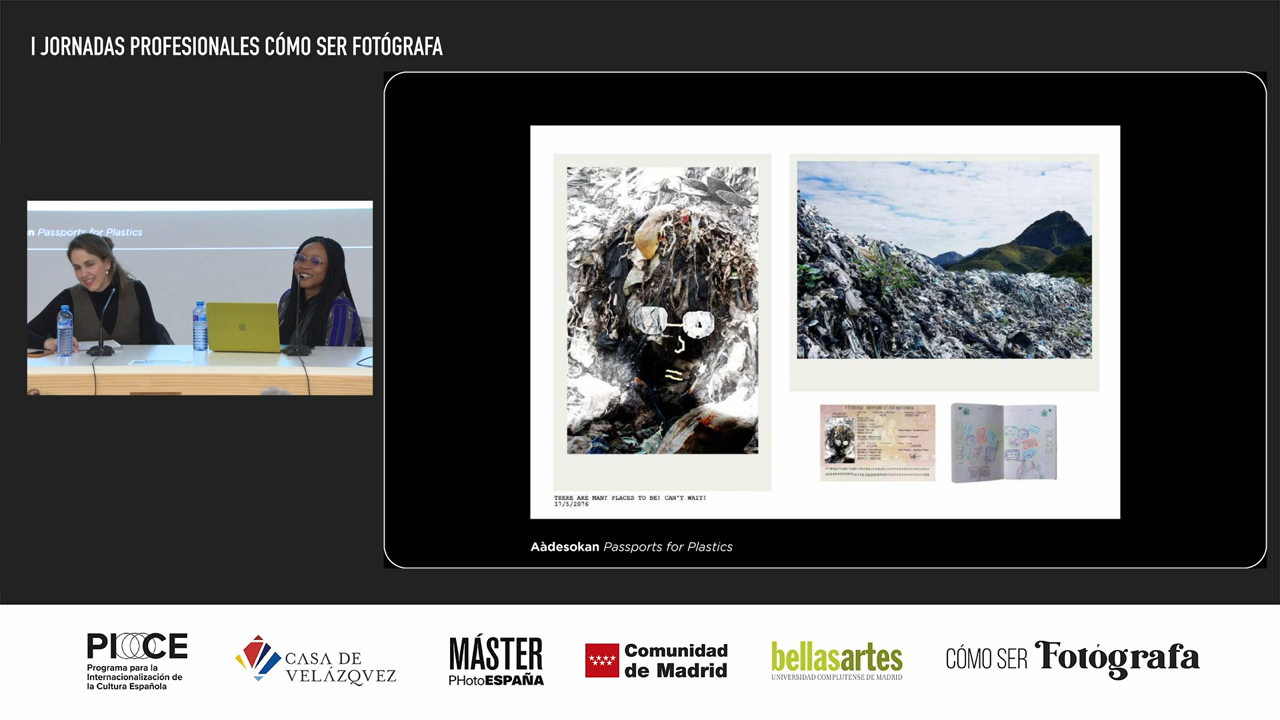 I JORNADAS PROFESIONALES CÓMO SER FOTÓGRAFA
n Passports for Plastics
THERE ARE MANY PLACES TO BE! CAN'T WAIT!
17/5/2076
Aàdesokan Passports for Plastics
PICE
Programa para la
Internacionalización de
la Cultura Española
CASA DE
VELÁZQVEZ
MÁSTER
PHotoESPAÑA
Comunidad
de Madrid
bellasartes
UNIVERSIDAD COMPLUTENSE DE MADRID
CÓMO SER Fotógrafa